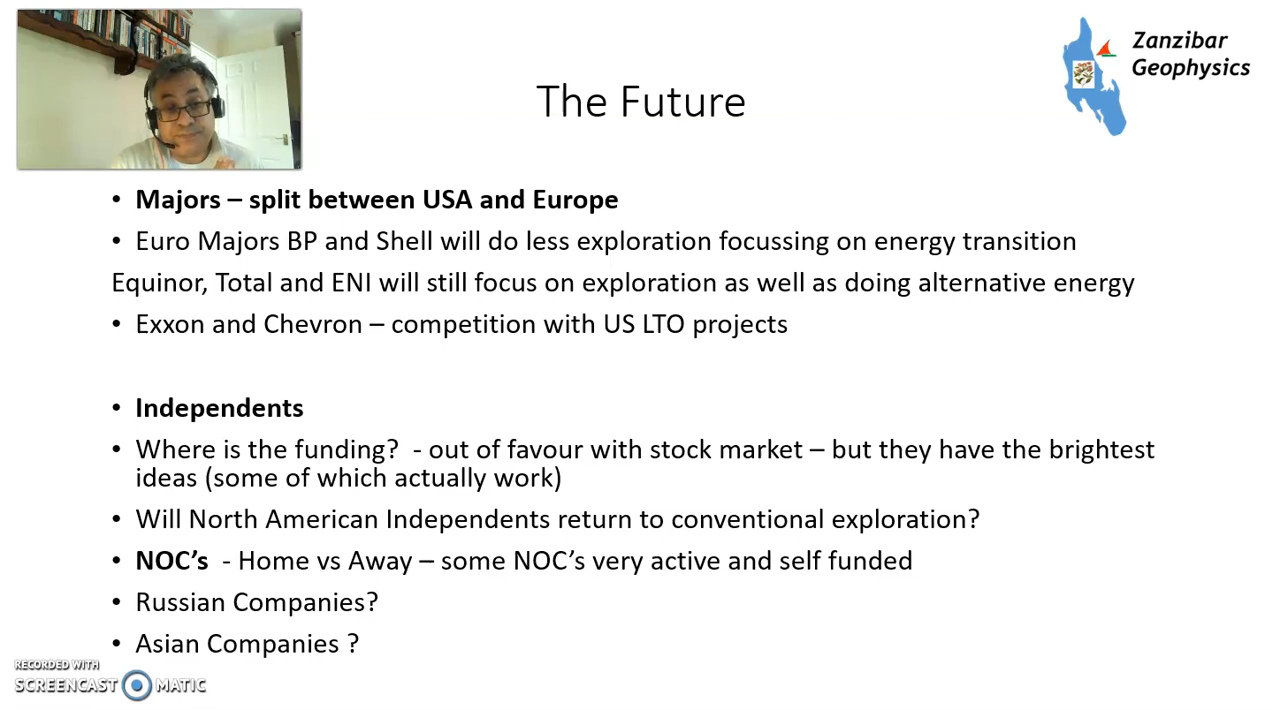 Zanzibar
Geophysics
The Future
• Majors – split between USA and Europe
• Euro Majors BP and Shell will do less exploration focussing on energy transition
Equinor, Total and ENI will still focus on exploration as well as doing alternative energy
• Exxon and Chevron – competition with US LTO projects
• Independents
• Where is the funding?  - out of favour with stock market – but they have the brightest
ideas (some of which actually work)
• Will North American Independents return to conventional exploration?
• NOC’s  - Home vs Away – some NOC’s very active and self funded
• Russian Companies?
• Asian Companies ?
RECORDED WITH
SCREENCAST MATIC